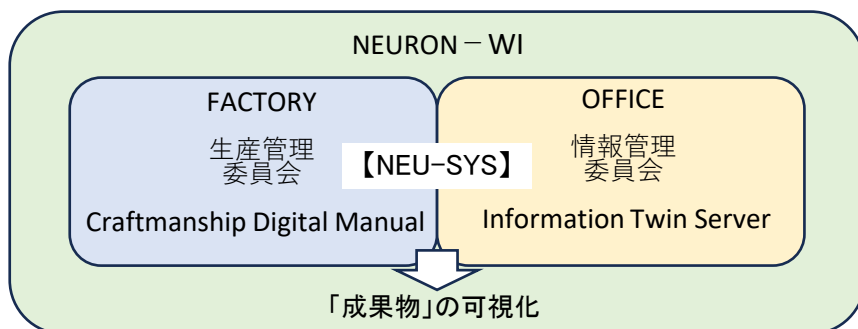 NEURON－WI
FACTORY
生産管理
委員会
Craftmanship Digital Manual
【NEU-SYS】
OFFICE
情報管理
委員会
Information Twin Server
「成果物」の可視化